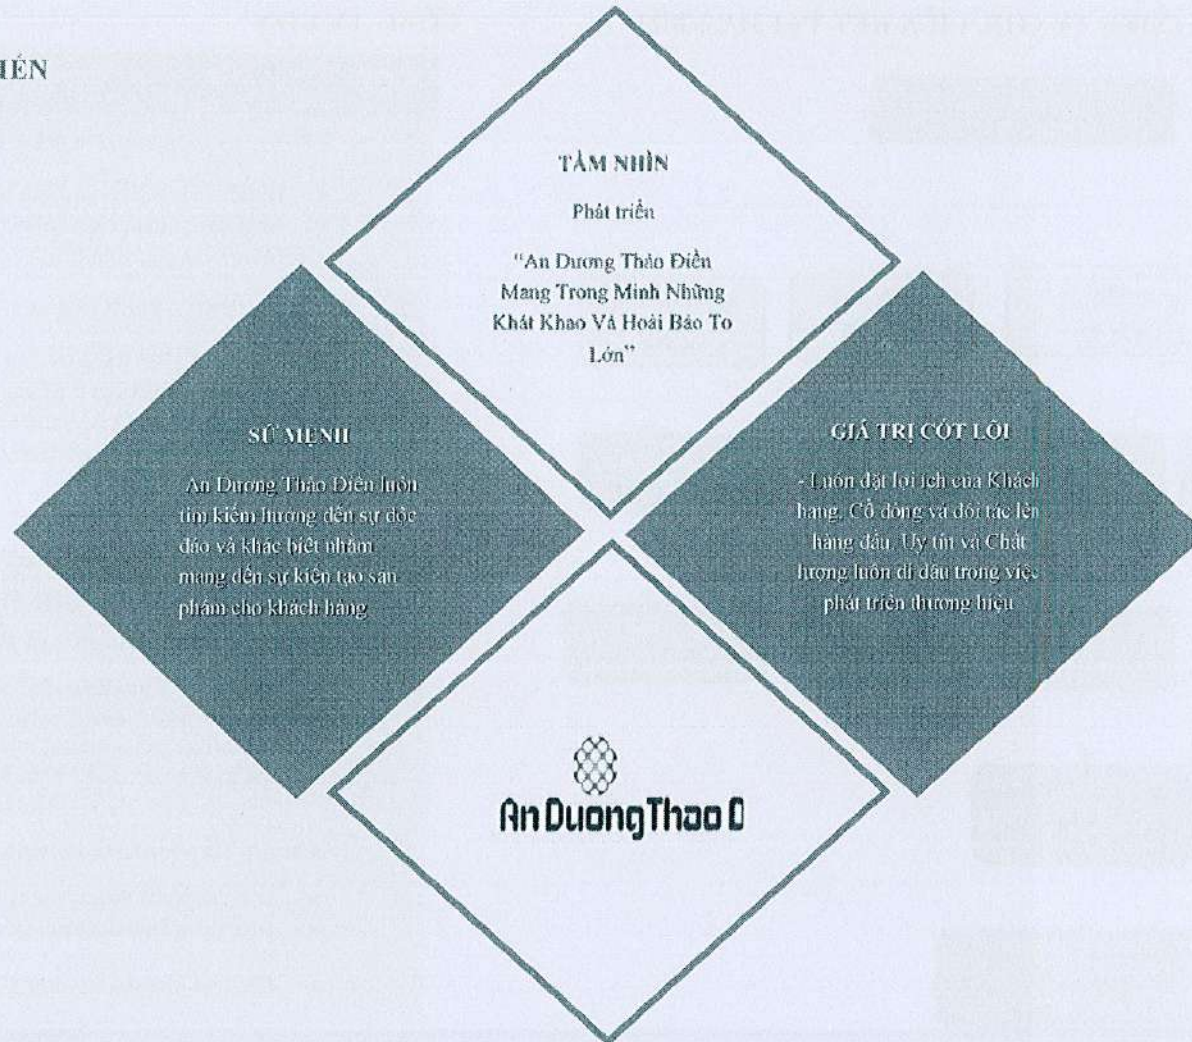 IÉN
TẦM NHÌN
Phát triển
“An Dương Thảo Điền
Mang Trong Mình Những
Khát Khao Và Hoài Bão To
Lớn”
SỨ MỆNH
An Dương Thảo Điền luôn
tìm kiếm hướng đến sự độc
đáo và khác biệt nhằm
mang đến sự kiến tạo sản
phẩm cho khách hàng
GIÁ TRỊ CỐT LÕI
- Luôn đặt lợi ích của Khách
hàng, Cổ đông và đối tác lên
hàng đầu. Uy tín và Chất
lượng luôn đi đầu trong việc
phát triển thương hiệu
An Duong Thao D